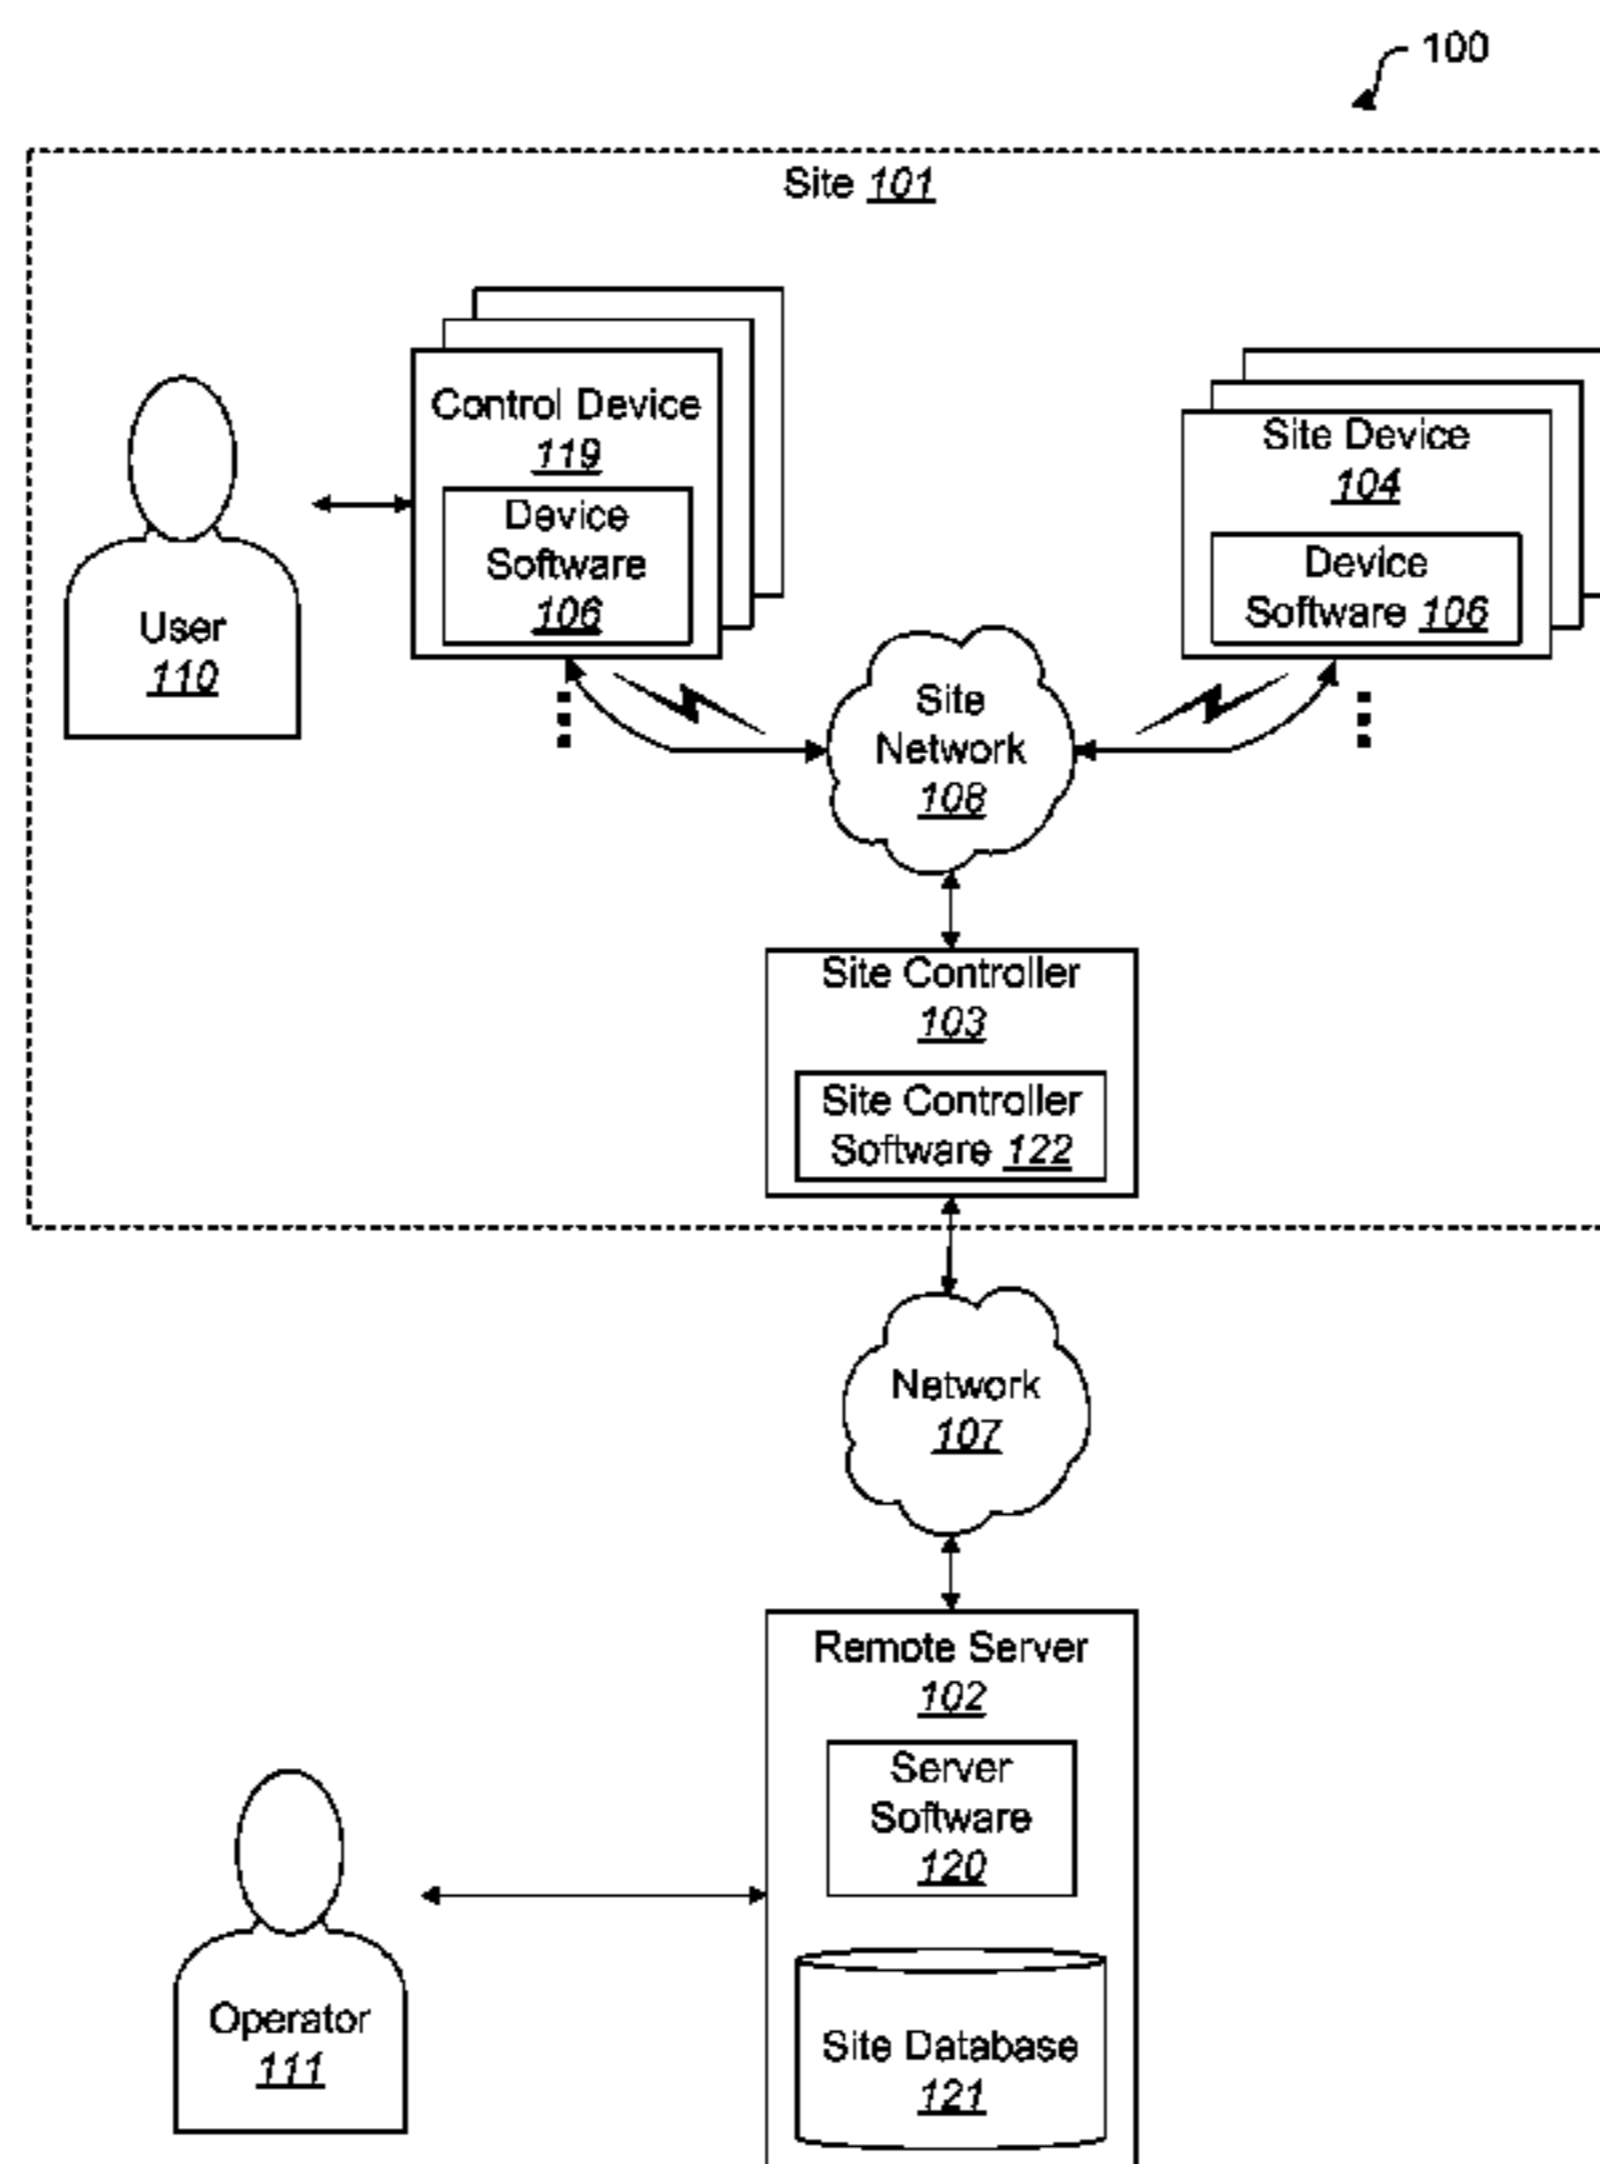 100
Site 101
Control Device
119
Device
Software
106
Site Device
104
Device
Software 106
User
110
Site
Network
108
Site Controller
103
Site Controller
Software 122
Network
107
Remote Server
102
Server
Software
120
Operator
111
Site Database
121